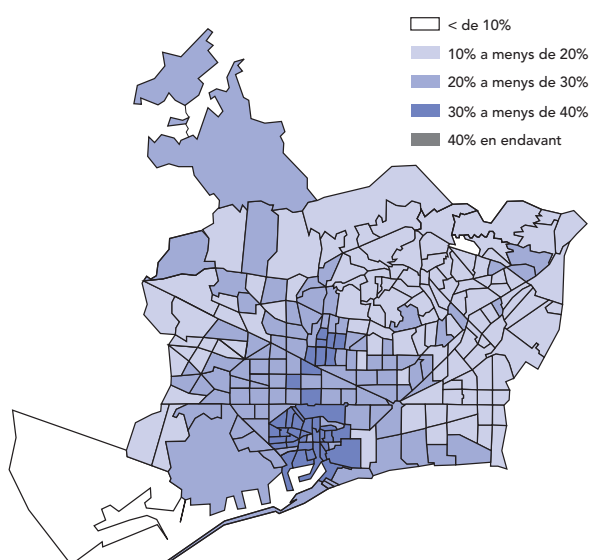 < de 10%
10% a menys de 20%
20% a menys de 30%
30% a menys de 40%
40% en endavant